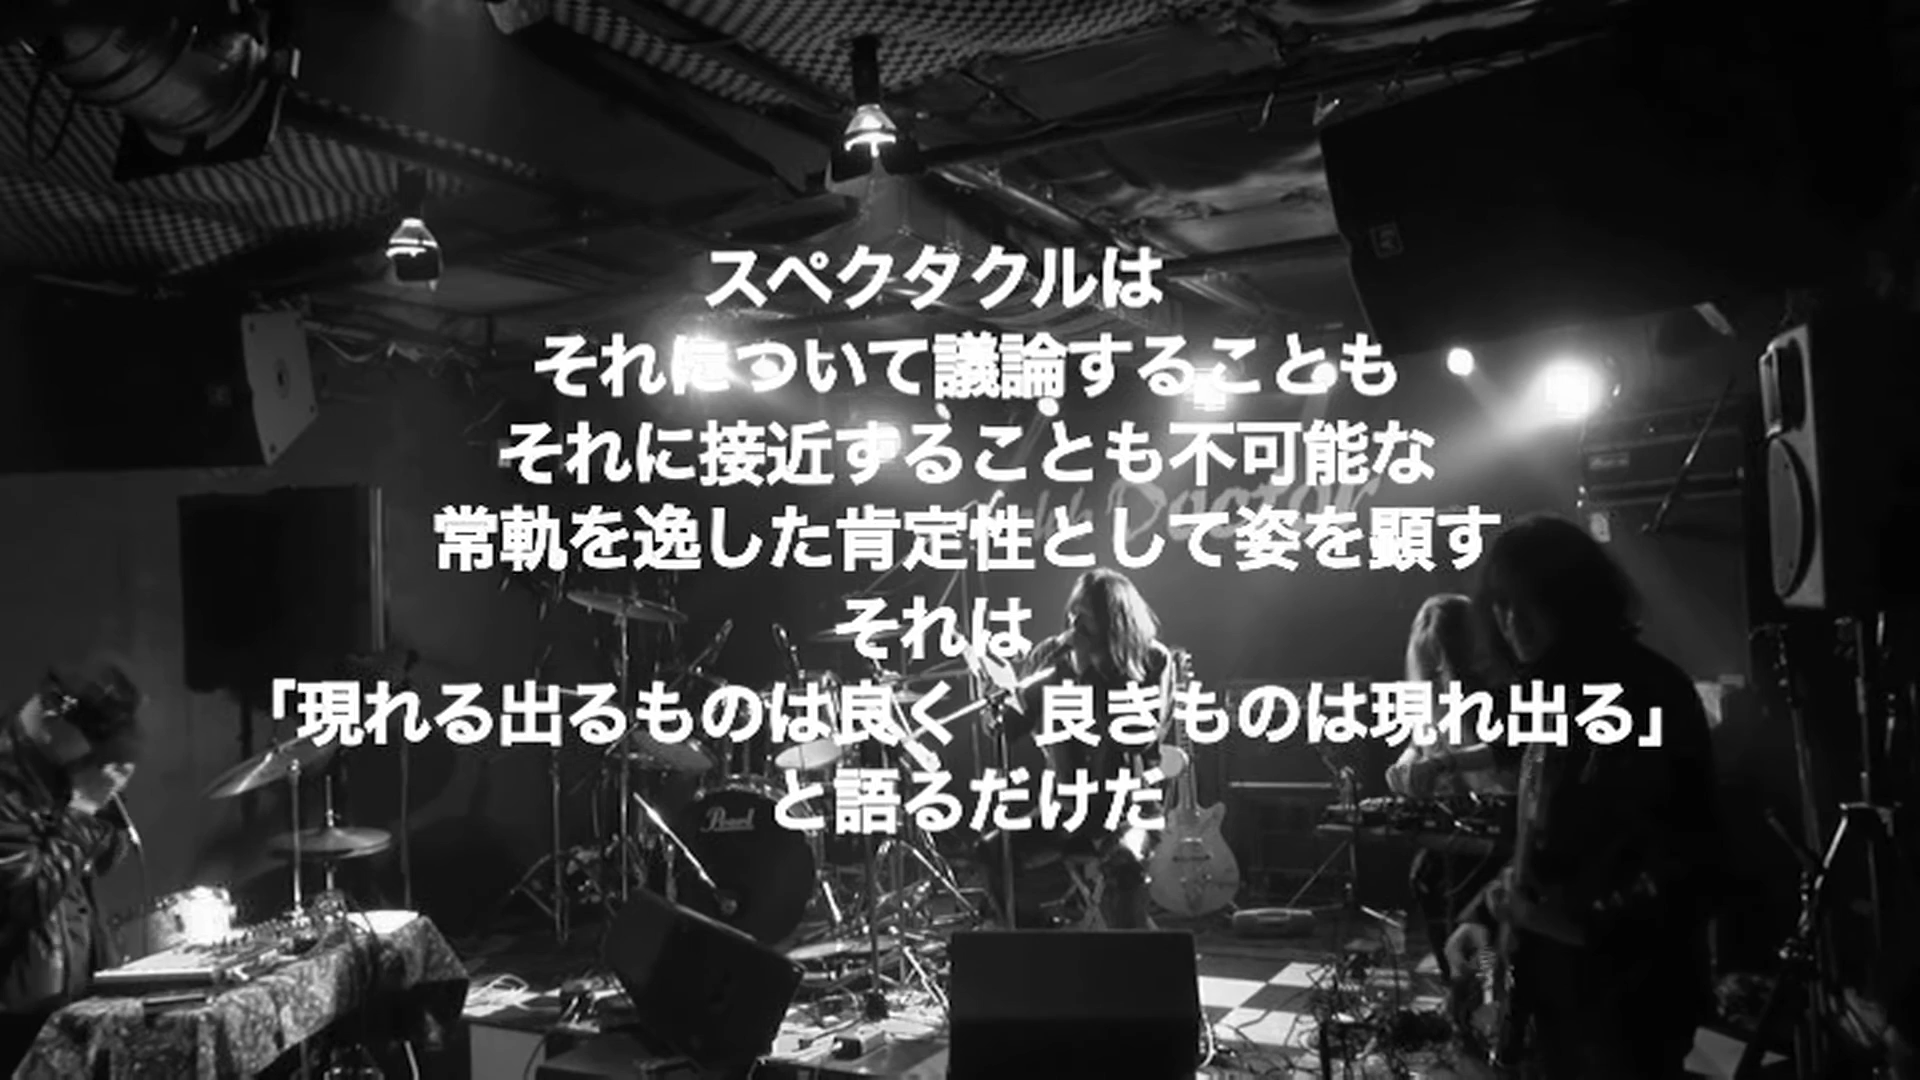 スペクタクルは
それについて議論することも
それに接近することも不可能な
常軌を逸した肯定性として姿を顕す
それは
「現れる出るものは良く　良きものは現れ出る」
と語るだけだ
Doctor
Pearl